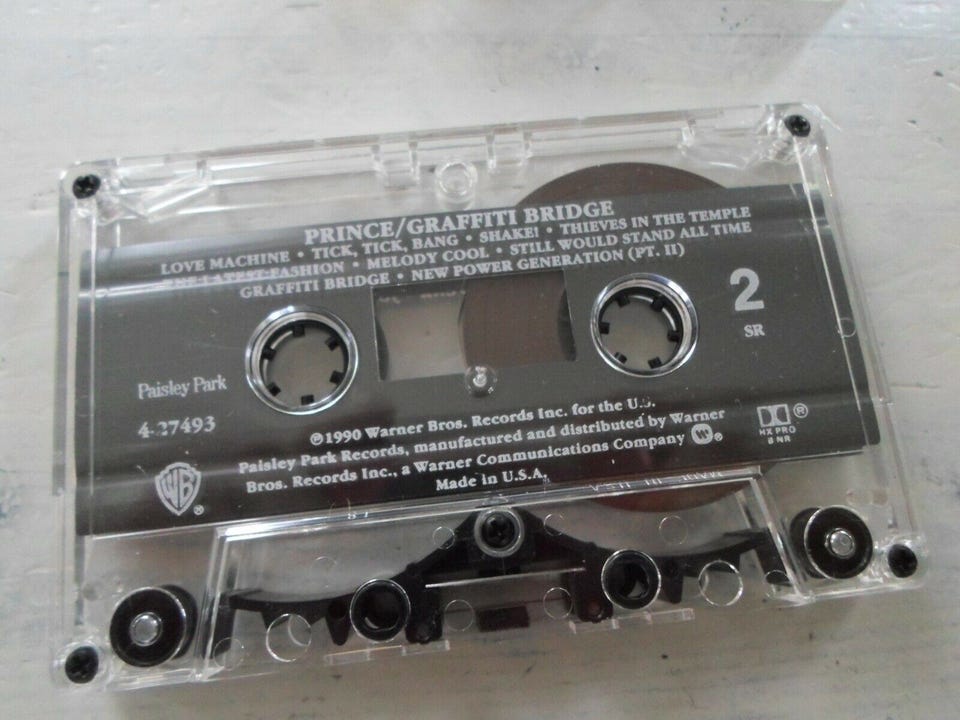 PRINCE/GRAFFITI BRIDGE
LOVE MACHINE • TICK, TICK, BANG • SHAKE! • THIEVES IN THE TEMPLE
THE LATEST FASHION • MELODY COOL • STILL WOULD STAND ALL TIME
GRAFFITI BRIDGE • NEW POWER GENERATION (PT. II)
2
SR
Paisley Park
4-27493
℗1990 Warner Bros. Records Inc. for the U.S.
Paisley Park Records, manufactured and distributed by Warner
Bros. Records Inc., a Warner Communications Company ®
Made in U.S.A.
HX PRO ®
B NR
WB ®